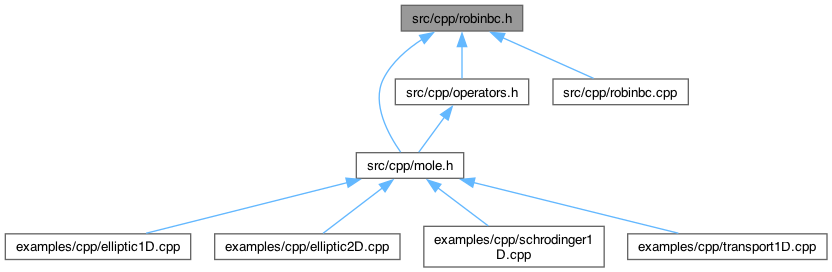 src/cpp/robinbc.h
src/cpp/operators.h
src/cpp/robinbc.cpp
src/cpp/mole.h
examples/cpp/elliptic1D.cpp
examples/cpp/elliptic2D.cpp
examples/cpp/schrodinger1
D.cpp
examples/cpp/transport1D.cpp